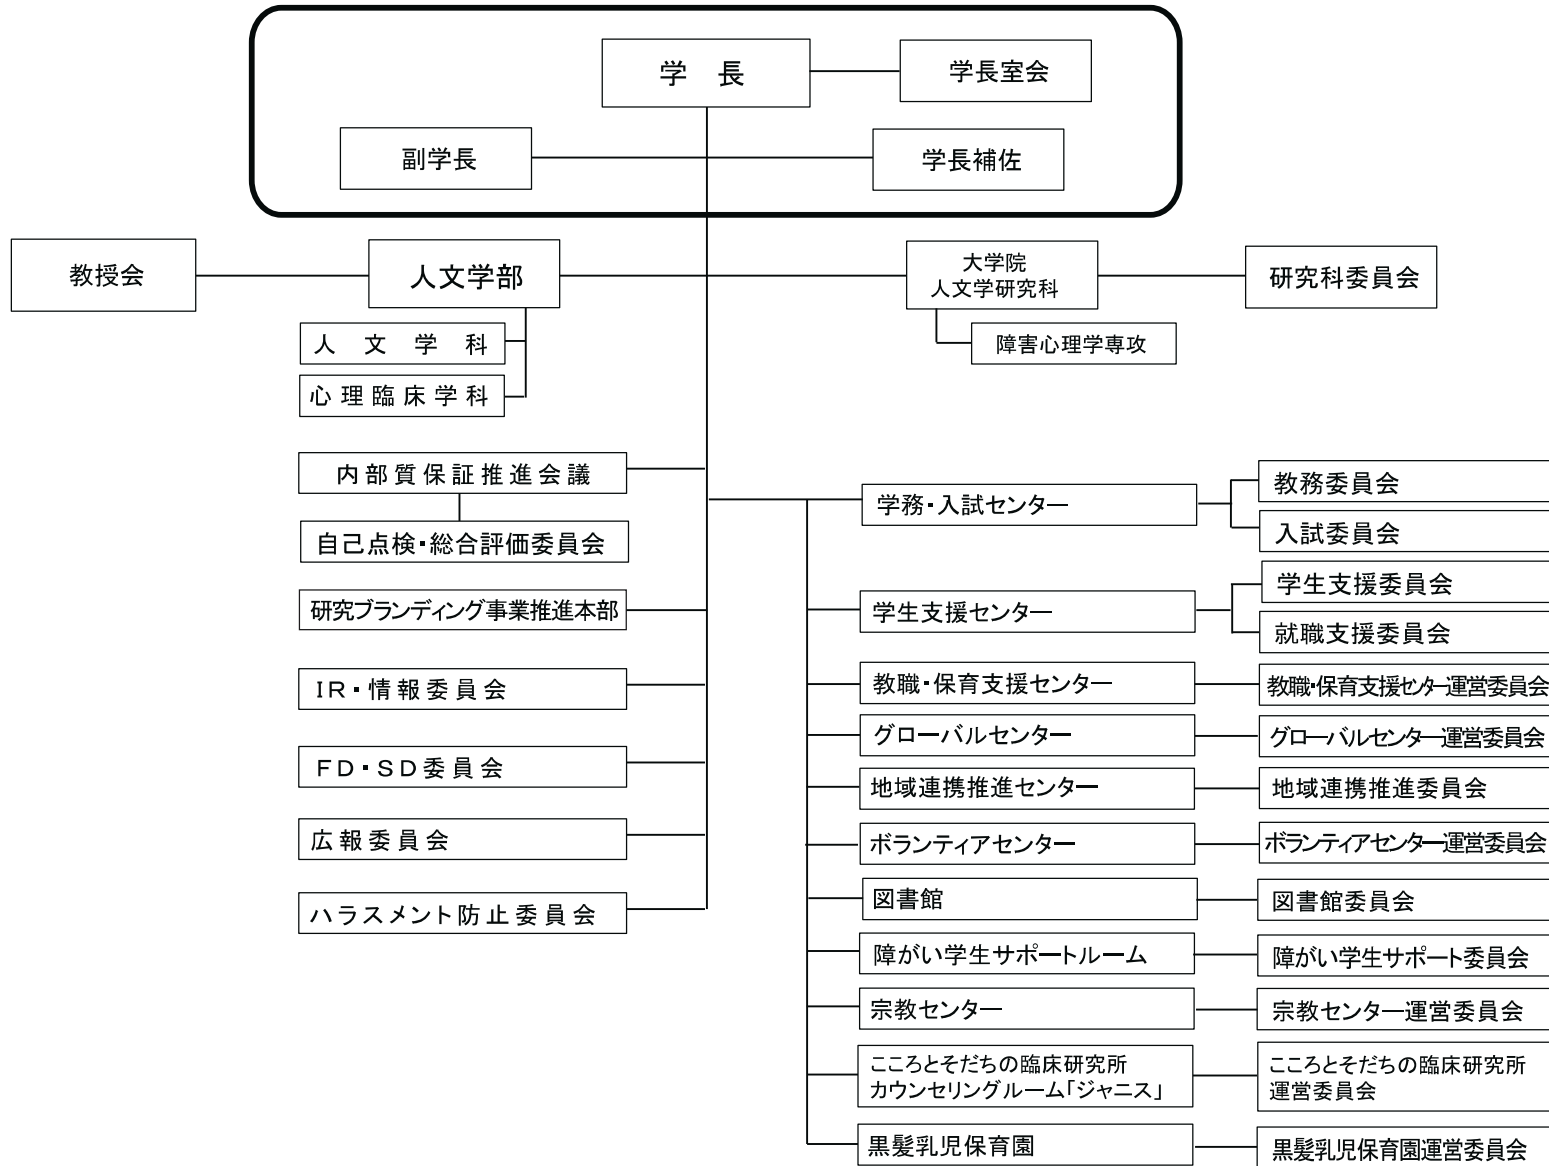 学　長
学長室会
副学長
学長補佐
教授会
人文学部
大学院
人文学研究科
研究科委員会
人　文　学　科
障害心理学専攻
心理臨床学科
内部質保証推進会議
自己点検・総合評価委員会
研究ブランディング事業推進本部
IR・情報委員会
FD・SD委員会
広報委員会
ハラスメント防止委員会
学務・入試センター
教務委員会
入試委員会
学生支援センター
学生支援委員会
就職支援委員会
教職・保育支援センター
教職・保育支援センター運営委員会
グローバルセンター
グローバルセンター運営委員会
地域連携推進センター
地域連携推進委員会
ボランティアセンター
ボランティアセンター運営委員会
図書館
図書館委員会
障がい学生サポートルーム
障がい学生サポート委員会
宗教センター
宗教センター運営委員会
こころとそだちの臨床研究所
カウンセリングルーム「ジャニス」
こころとそだちの臨床研究所
運営委員会
黒髪乳児保育園
黒髪乳児保育園運営委員会